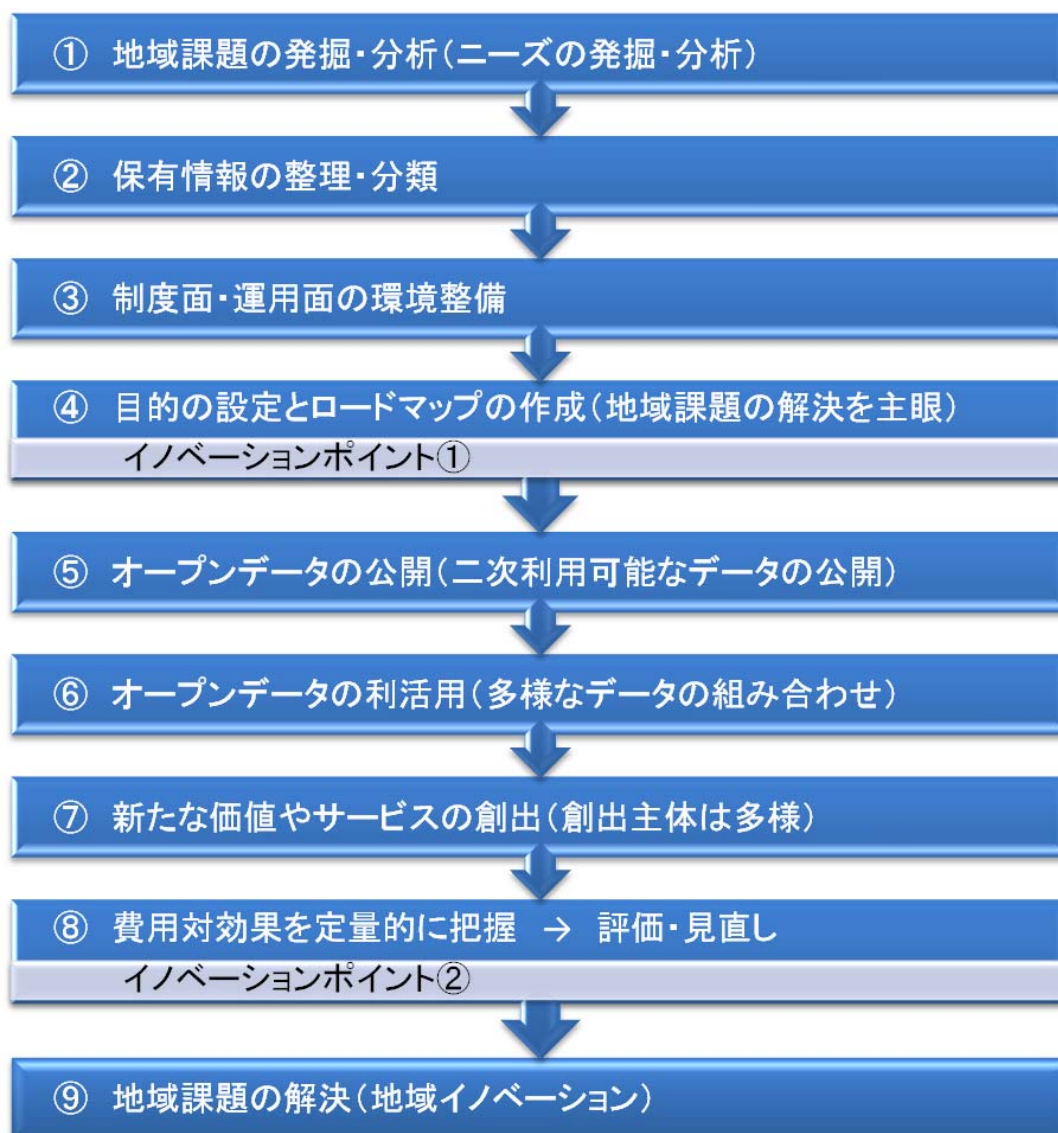 ① 地域課題の発掘・分析(ニーズの発掘・分析)
② 保有情報の整理・分類
③ 制度面・運用面の環境整備
④ 目的の設定とロードマップの作成(地域課題の解決を主眼)
イノベーションポイント①
⑤ オープンデータの公開(二次利用可能なデータの公開)
⑥ オープンデータの利活用(多様なデータの組み合わせ)
⑦ 新たな価値やサービスの創出(創出主体は多様)
⑧ 費用対効果を定量的に把握 → 評価・見直し
イノベーションポイント②
⑨ 地域課題の解決(地域イノベーション)